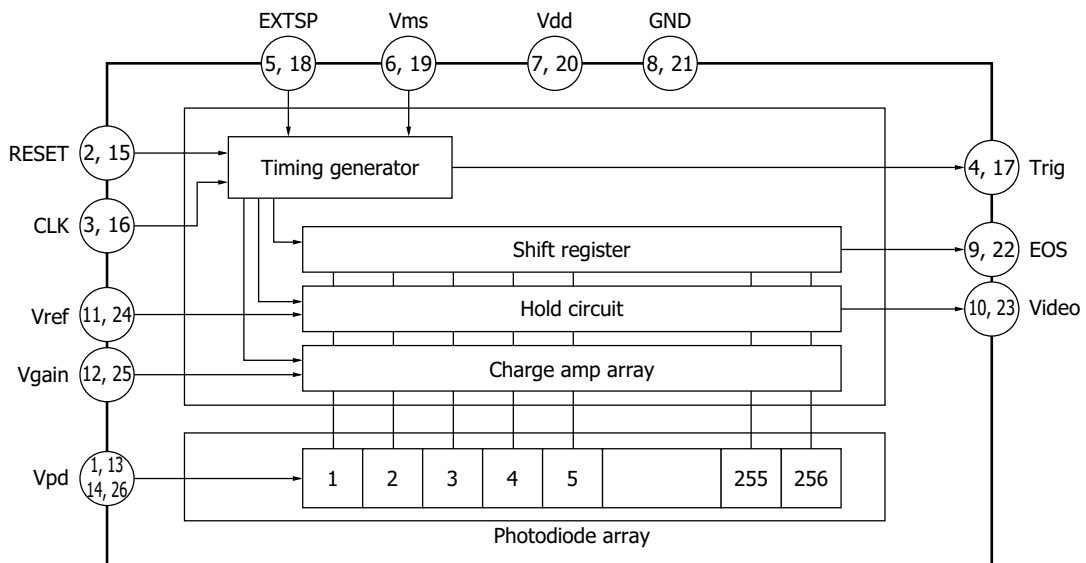 EXTSP
Vms
Vdd
GND
5, 18
6, 19
7, 20
8, 21
RESET
2, 15
Timing generator
4, 17
Trig
CLK
3, 16
Shift register
9, 22
EOS
Vref
11, 24
Hold circuit
10, 23
Video
Vgain
12, 25
Charge amp array
Vpd
1, 13
14, 26
1
2
3
4
5
255
256
Photodiode array